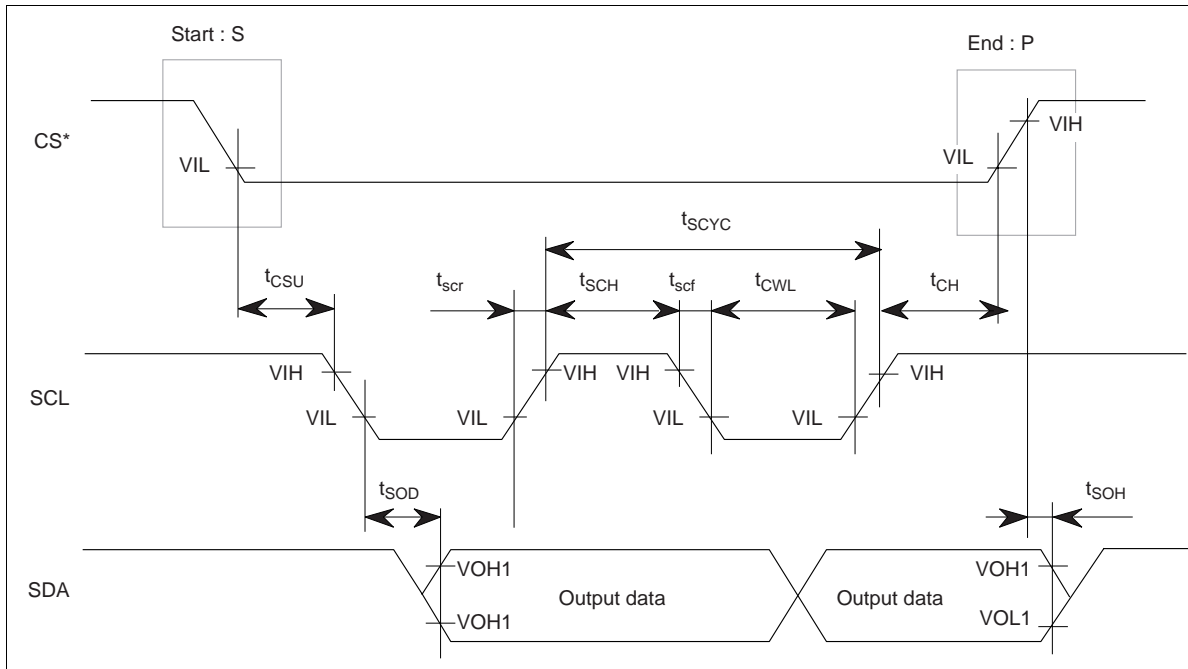 Start : S
End : P
CS*
VIL
VIL
VIH
tSCYC
tCSU
tscr
tSCH
tscf
tCWL
tCH
SCL
VIH
VIL
VIL
VIH
VIH
VIL
VIL
VIH
tSOD
tSOH
SDA
VOH1
VOH1
Output data
Output data
VOH1
VOL1